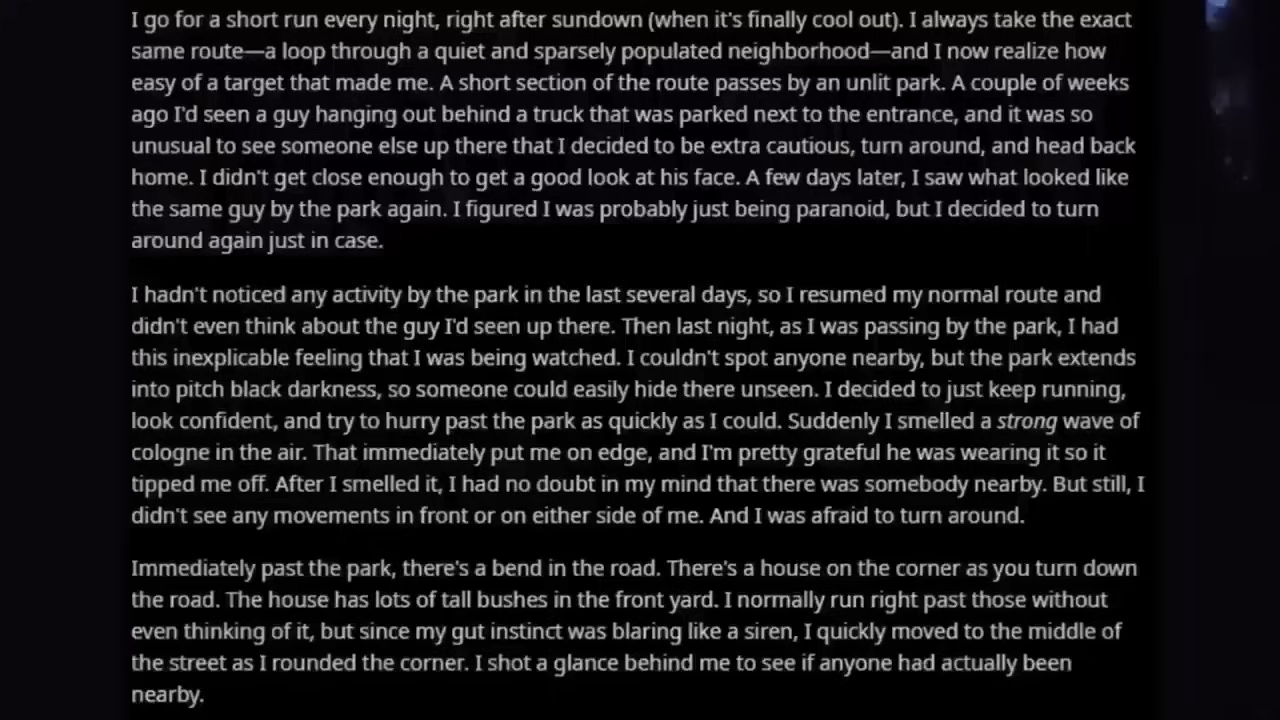 I go for a short run every night, right after sundown (when it's finally cool out). I always take the exact
same route—a loop through a quiet and sparsely populated neighborhood—and I now realize how
easy of a target that made me. A short section of the route passes by an unlit park. A couple of weeks
ago I'd seen a guy hanging out behind a truck that was parked next to the entrance, and it was so
unusual to see someone else up there that I decided to be extra cautious, turn around, and head back
home. I didn't get close enough to get a good look at his face. A few days later, I saw what looked like
the same guy by the park again. I figured I was probably just being paranoid, but I decided to turn
around again just in case.
I hadn't noticed any activity by the park in the last several days, so I resumed my normal route and
didn't even think about the guy I'd seen up there. Then last night, as I was passing by the park, I had
this inexplicable feeling that I was being watched. I couldn't spot anyone nearby, but the park extends
into pitch black darkness, so someone could easily hide there unseen. I decided to just keep running,
look confident, and try to hurry past the park as quickly as I could. Suddenly I smelled a strong wave of
cologne in the air. That immediately put me on edge, and I'm pretty grateful he was wearing it so it
tipped me off. After I smelled it, I had no doubt in my mind that there was somebody nearby. But still, I
didn't see any movements in front or on either side of me. And I was afraid to turn around.
Immediately past the park, there's a bend in the road. There's a house on the corner as you turn down
the road. The house has lots of tall bushes in the front yard. I normally run right past those without
even thinking of it, but since my gut instinct was blaring like a siren, I quickly moved to the middle of
the street as I rounded the corner. I shot a glance behind me to see if anyone had actually been
nearby.